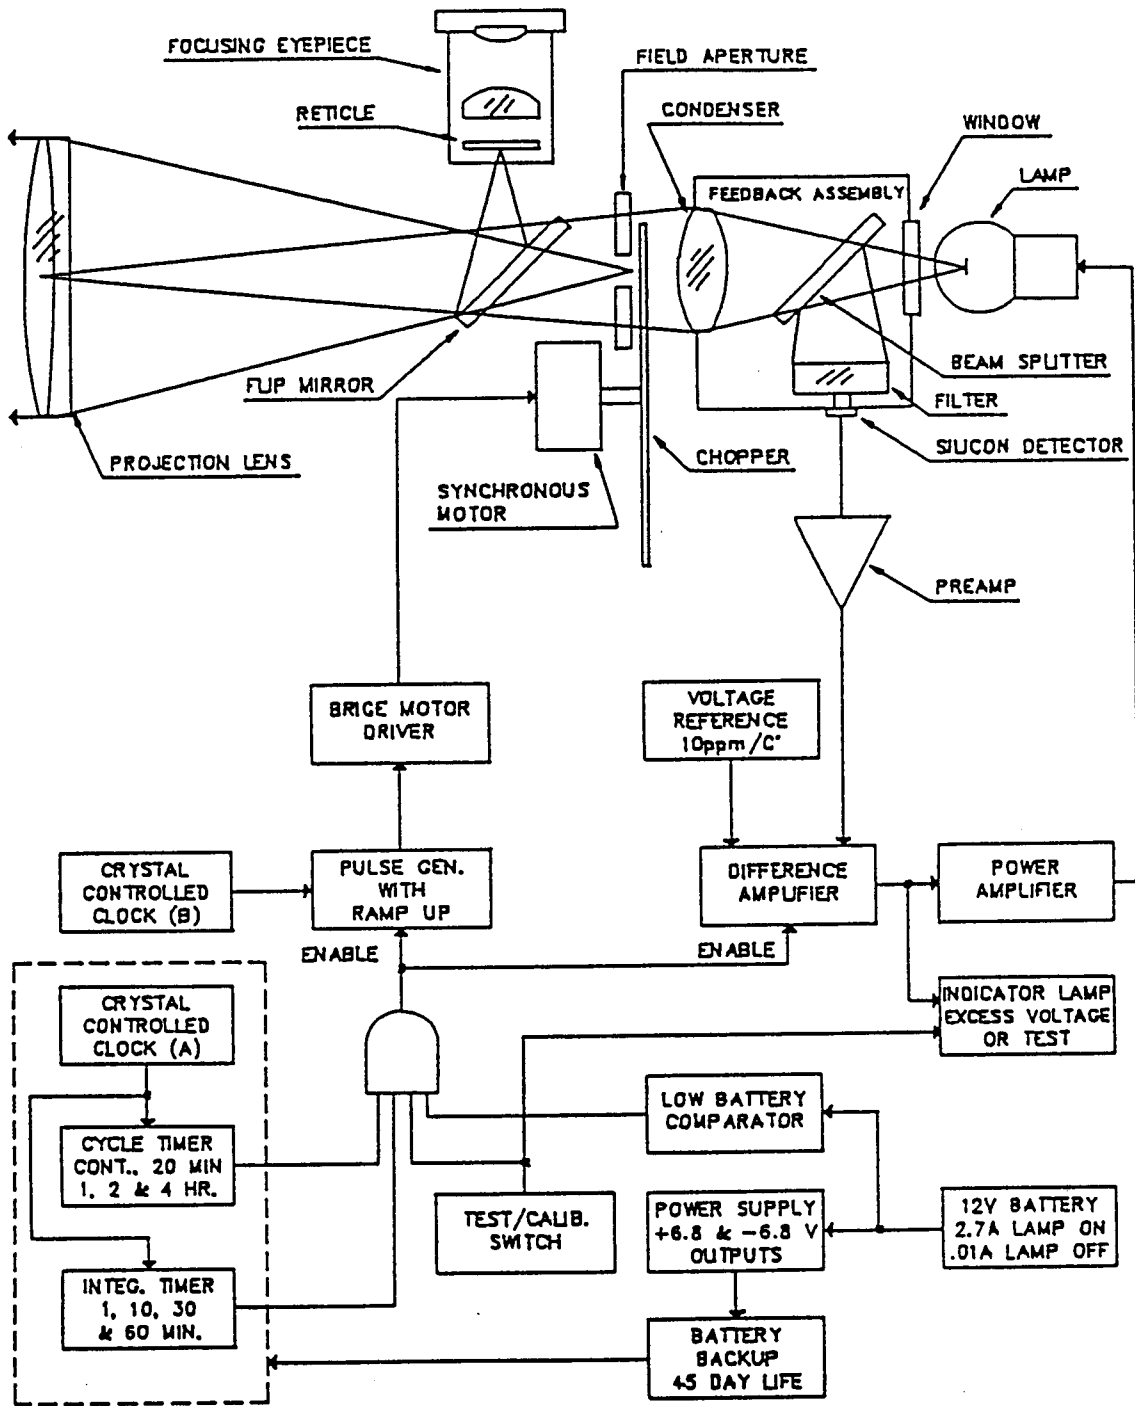 FOCUSING EYEPIECE
FIELD APERTURE
RETICLE
CONDENSER
WINDOW
LAMP
FEEDBACK ASSEMBLY
FLIP MIRROR
BEAM SPLITTER
FILTER
SILICON DETECTOR
PROJECTION LENS
CHOPPER
SYNCHRONOUS
MOTOR
PREAMP
BRIGE MOTOR
DRIVER
VOLTAGE
REFERENCE
10ppm/C°
CRYSTAL
CONTROLLED
CLOCK (B)
PULSE GEN.
WITH
RAMP UP
DIFFERENCE
AMPLIFIER
POWER
AMPLIFIER
ENABLE
ENABLE
CRYSTAL
CONTROLLED
CLOCK (A)
INDICATOR LAMP
EXCESS VOLTAGE
OR TEST
LOW BATTERY
COMPARATOR
CYCLE TIMER
CONT., 20 MIN
1, 2 & 4 HR.
TEST/CALIB.
SWITCH
POWER SUPPLY
+6.8 & -6.8 V
OUTPUTS
12V BATTERY
2.7A LAMP ON
.01A LAMP OFF
INTEG. TIMER
1, 10, 30
& 60 MIN.
BATTERY
BACKUP
45 DAY LIFE